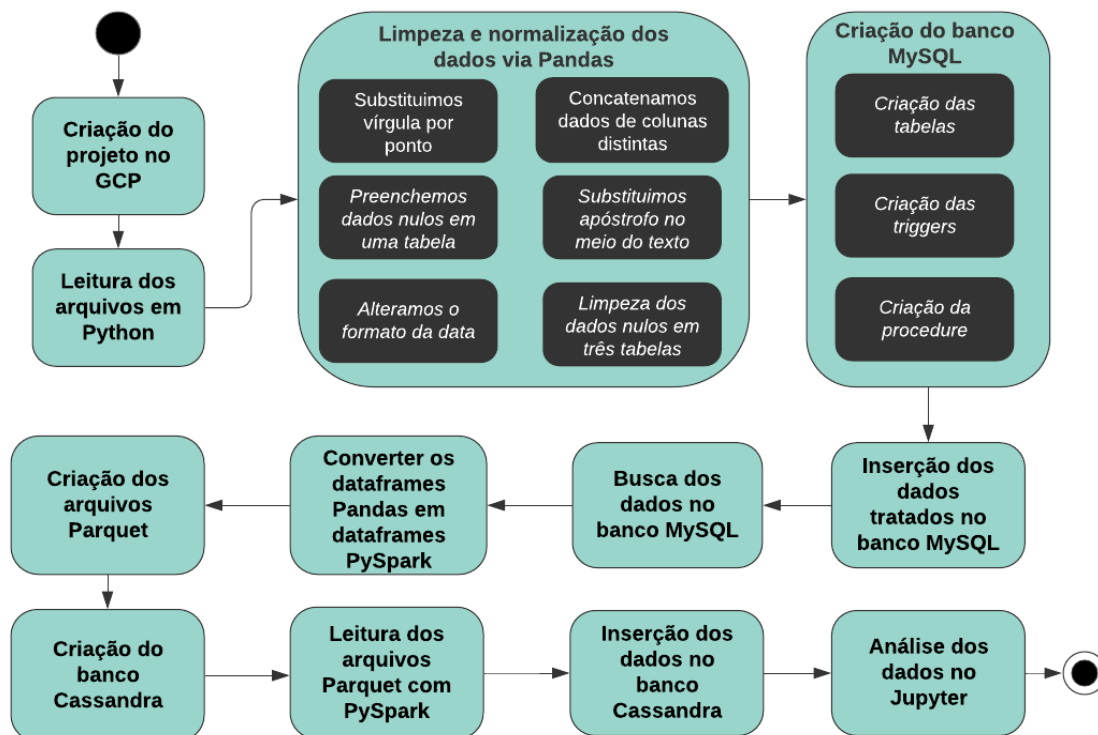 Criação do
projeto no
GCP
Leitura dos
arquivos em
Python
Limpeza e normalização dos
dados via Pandas
Substituimos
vírgula por
ponto
Concatenamos
dados de colunas
distintas
Preenchemos
dados nulos em
uma tabela
Substituimos
apóstrofo no
meio do texto
Alteramos o
formato da data
Limpeza dos
dados nulos em
três tabelas
Criação do banco
MySQL
Criação das
tabelas
Criação das
triggers
Criação da
procedure
Inserção dos
dados
tratados no
banco MySQL
Busca dos
dados no
banco MySQL
Converter os
dataframes
Pandas em
dataframes
PySpark
Criação dos
arquivos
Parquet
Criação do
banco
Cassandra
Leitura dos
arquivos
Parquet com
PySpark
Inserção dos
dados no
banco
Cassandra
Análise dos
dados no
Jupyter